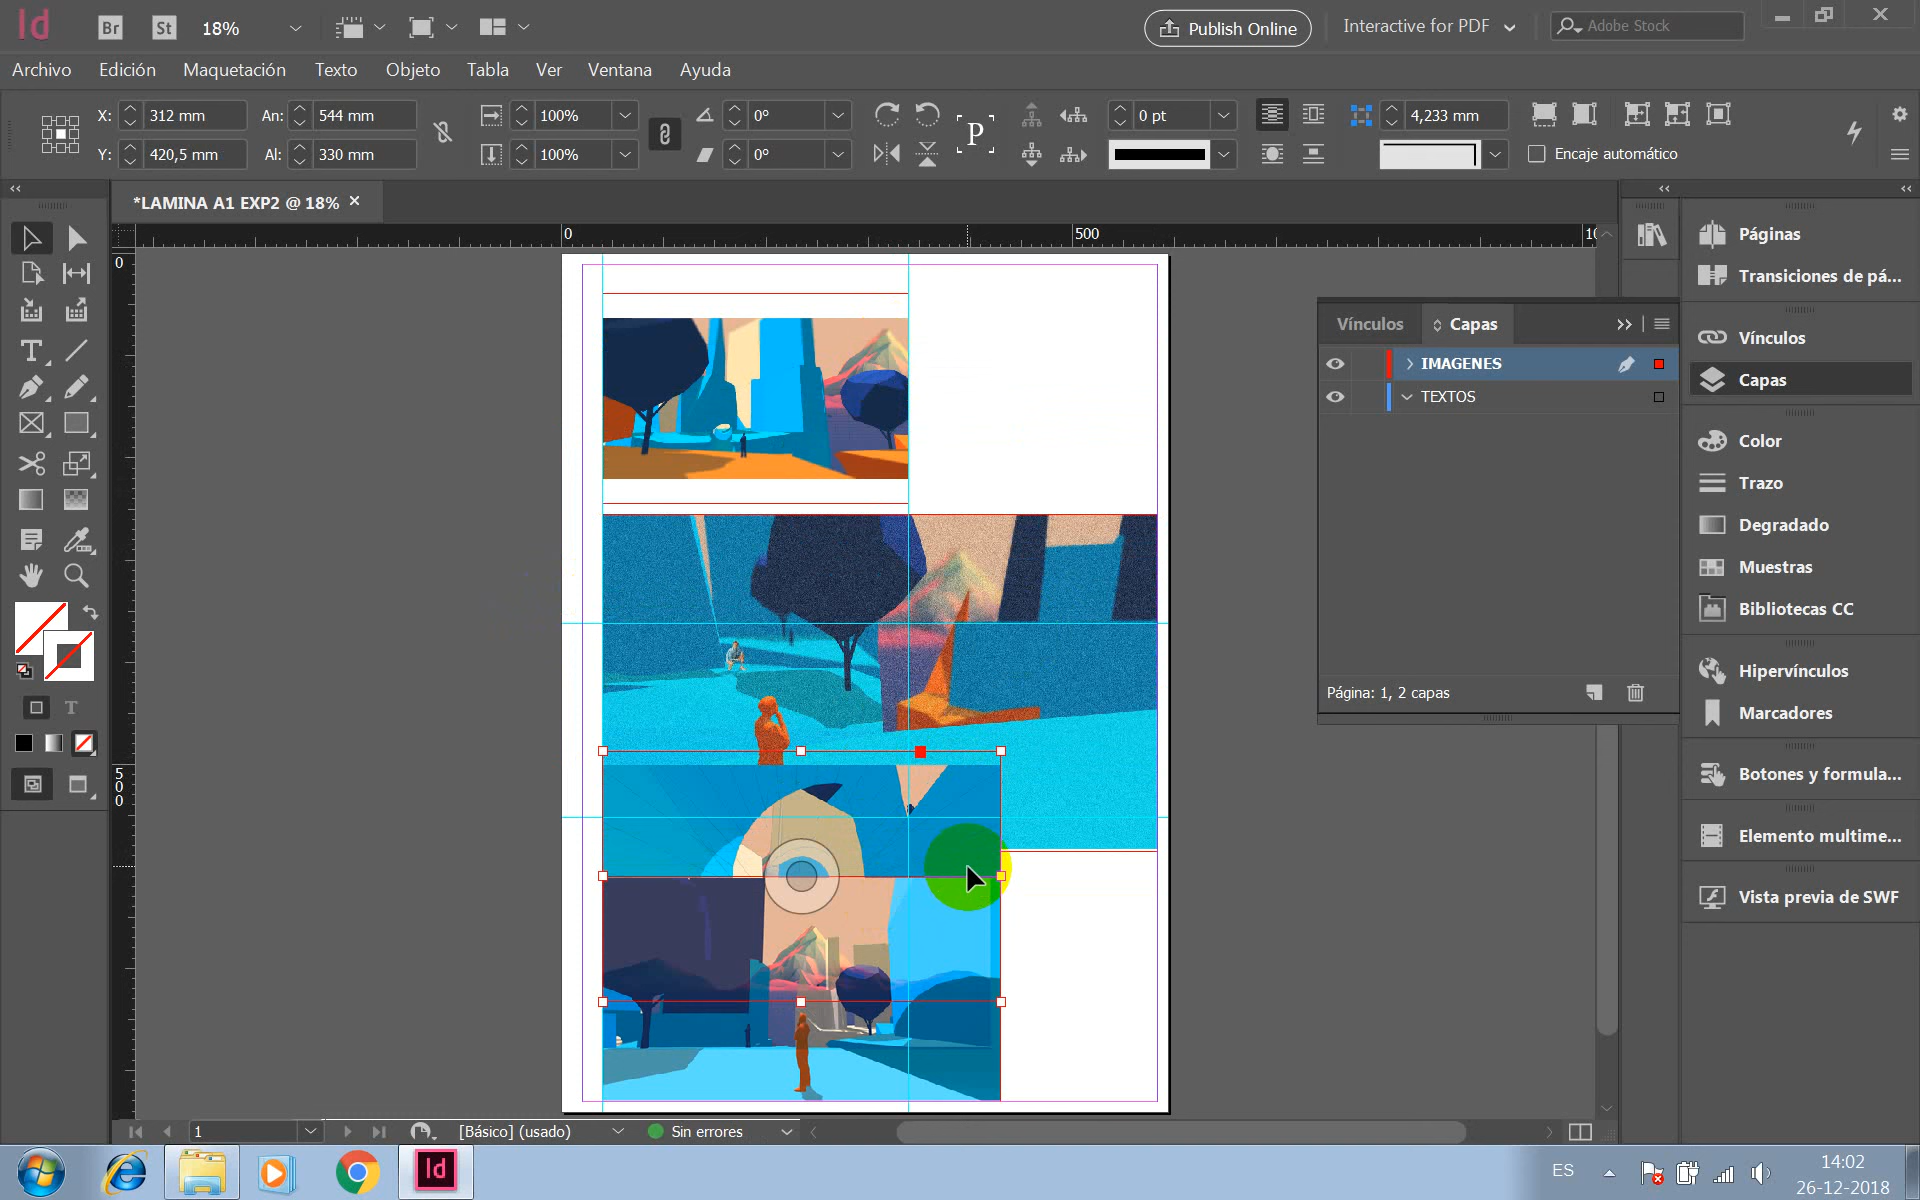 Id
Br
St
18%
Publish Online
Interactive for PDF
Adobe Stock
Archivo
Edición
Maquetación
Texto
Objeto
Tabla
Ver
Ventana
Ayuda
X:
312 mm
An:
544 mm
100%
0°
0 pt
4,233 mm
Y:
420,5 mm
Al:
330 mm
100%
0°
P
Encaje automático
*LAMINA A1 EXP2 @ 18%
0
500
0
500
Vínculos
Capas
IMAGENES
TEXTOS
Página: 1, 2 capas
Páginas
Transiciones de pá...
Vínculos
Capas
Color
Trazo
Degradado
Muestras
Bibliotecas CC
Hipervínculos
Marcadores
Botones y formula...
Elemento multime...
Vista previa de SWF
T
T
1
[Básico] (usado)
Sin errores
Id
ES
14:02
26-12-2018